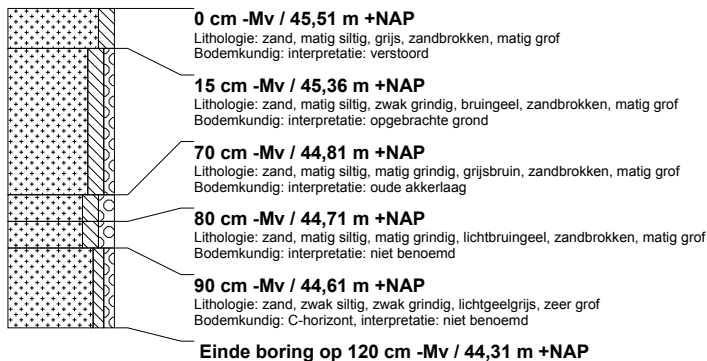 0 cm -Mv / 45,51 m +NAP
Lithologie: zand, matig siltig, grijs, zandbrokken, matig grof
Bodemkundig: interpretatie: verstoord
15 cm -Mv / 45,36 m +NAP
Lithologie: zand, matig siltig, zwak grindig, bruingeel, zandbrokken, matig grof
Bodemkundig: interpretatie: opgebrachte grond
70 cm -Mv / 44,81 m +NAP
Lithologie: zand, matig siltig, matig grindig, grijsbruin, zandbrokken, matig grof
Bodemkundig: interpretatie: oude akkerlaag
80 cm -Mv / 44,71 m +NAP
Lithologie: zand, matig siltig, matig grindig, lichtbruingeel, zandbrokken, matig grof
Bodemkundig: interpretatie: niet benoemd
90 cm -Mv / 44,61 m +NAP
Lithologie: zand, zwak siltig, zwak grindig, lichtgeelgrijs, zeer grof
Bodemkundig: C-horizont, interpretatie: niet benoemd
Einde boring op 120 cm -Mv / 44,31 m +NAP